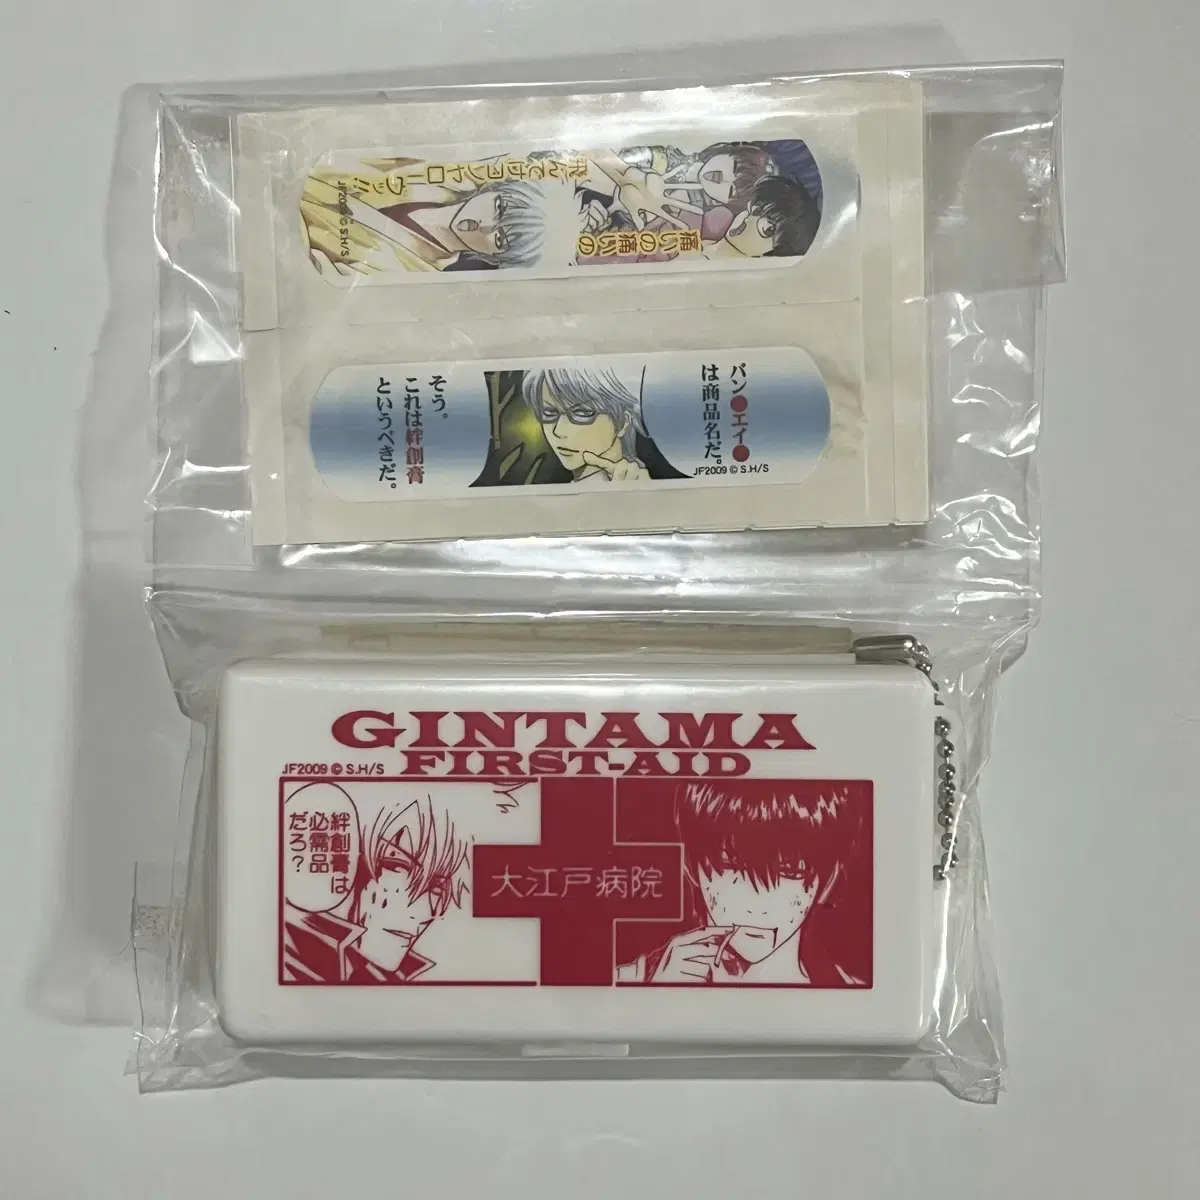 痛いの痛いの
飛んでけコノヤローヅ!!
JF2009 © S.H/S
バン●エイ●
は商品名だ。
そう。
これは絆創膏
というべきだ。
JF2009 © S.H/S
GINTAMA
FIRST-AID
JF2009 © S.H/S
絆創膏は
必需品
だろ？
大江戸病院